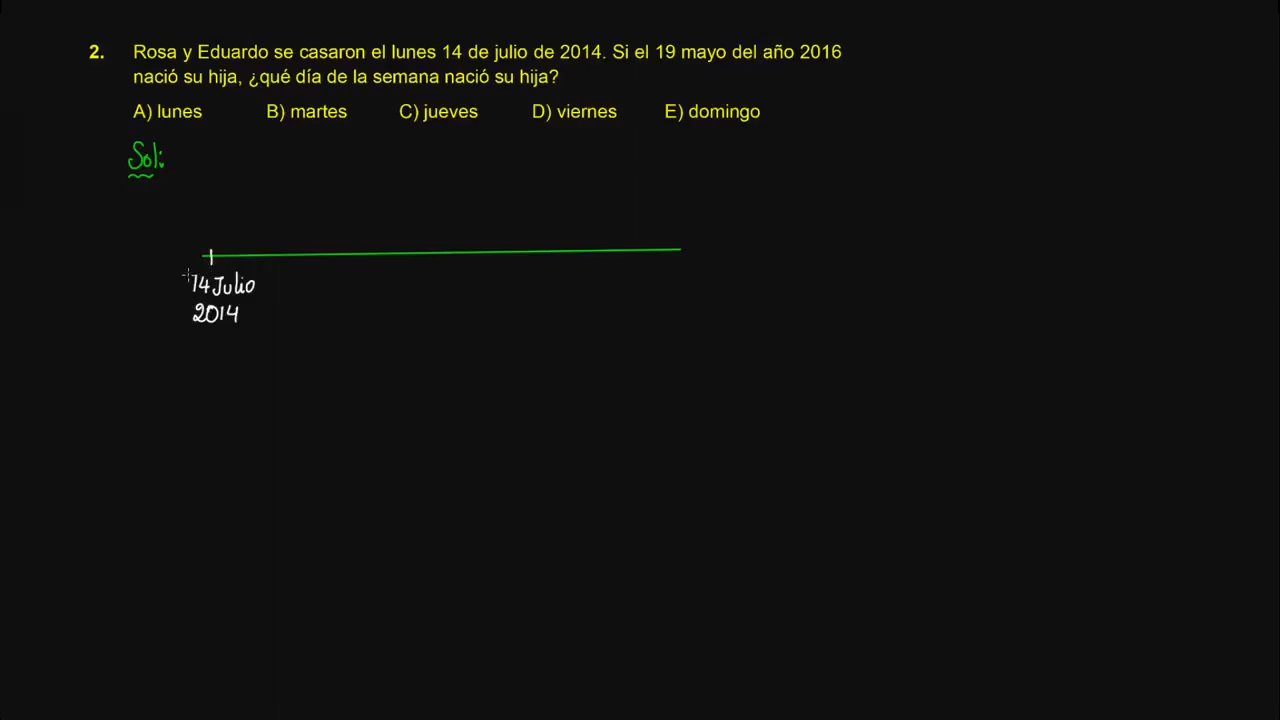 2. Rosa y Eduardo se casaron el lunes 14 de julio de 2014. Si el 19 mayo del año 2016
nació su hija, ¿qué día de la semana nació su hija?
A) lunes B) martes C) jueves D) viernes E) domingo
Sol:
14 Julio
2014